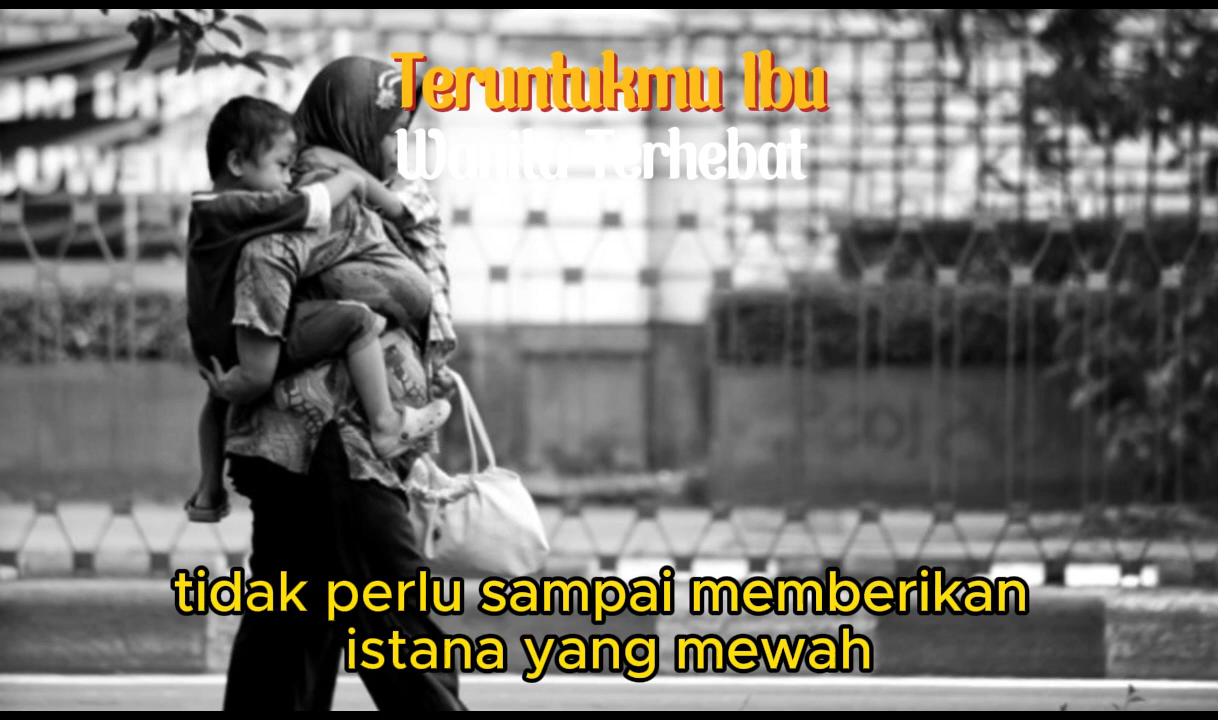 Teruntukmu Ibu
Wanita Terhebat
tidak perlu sampai memberikan
istana yang mewah